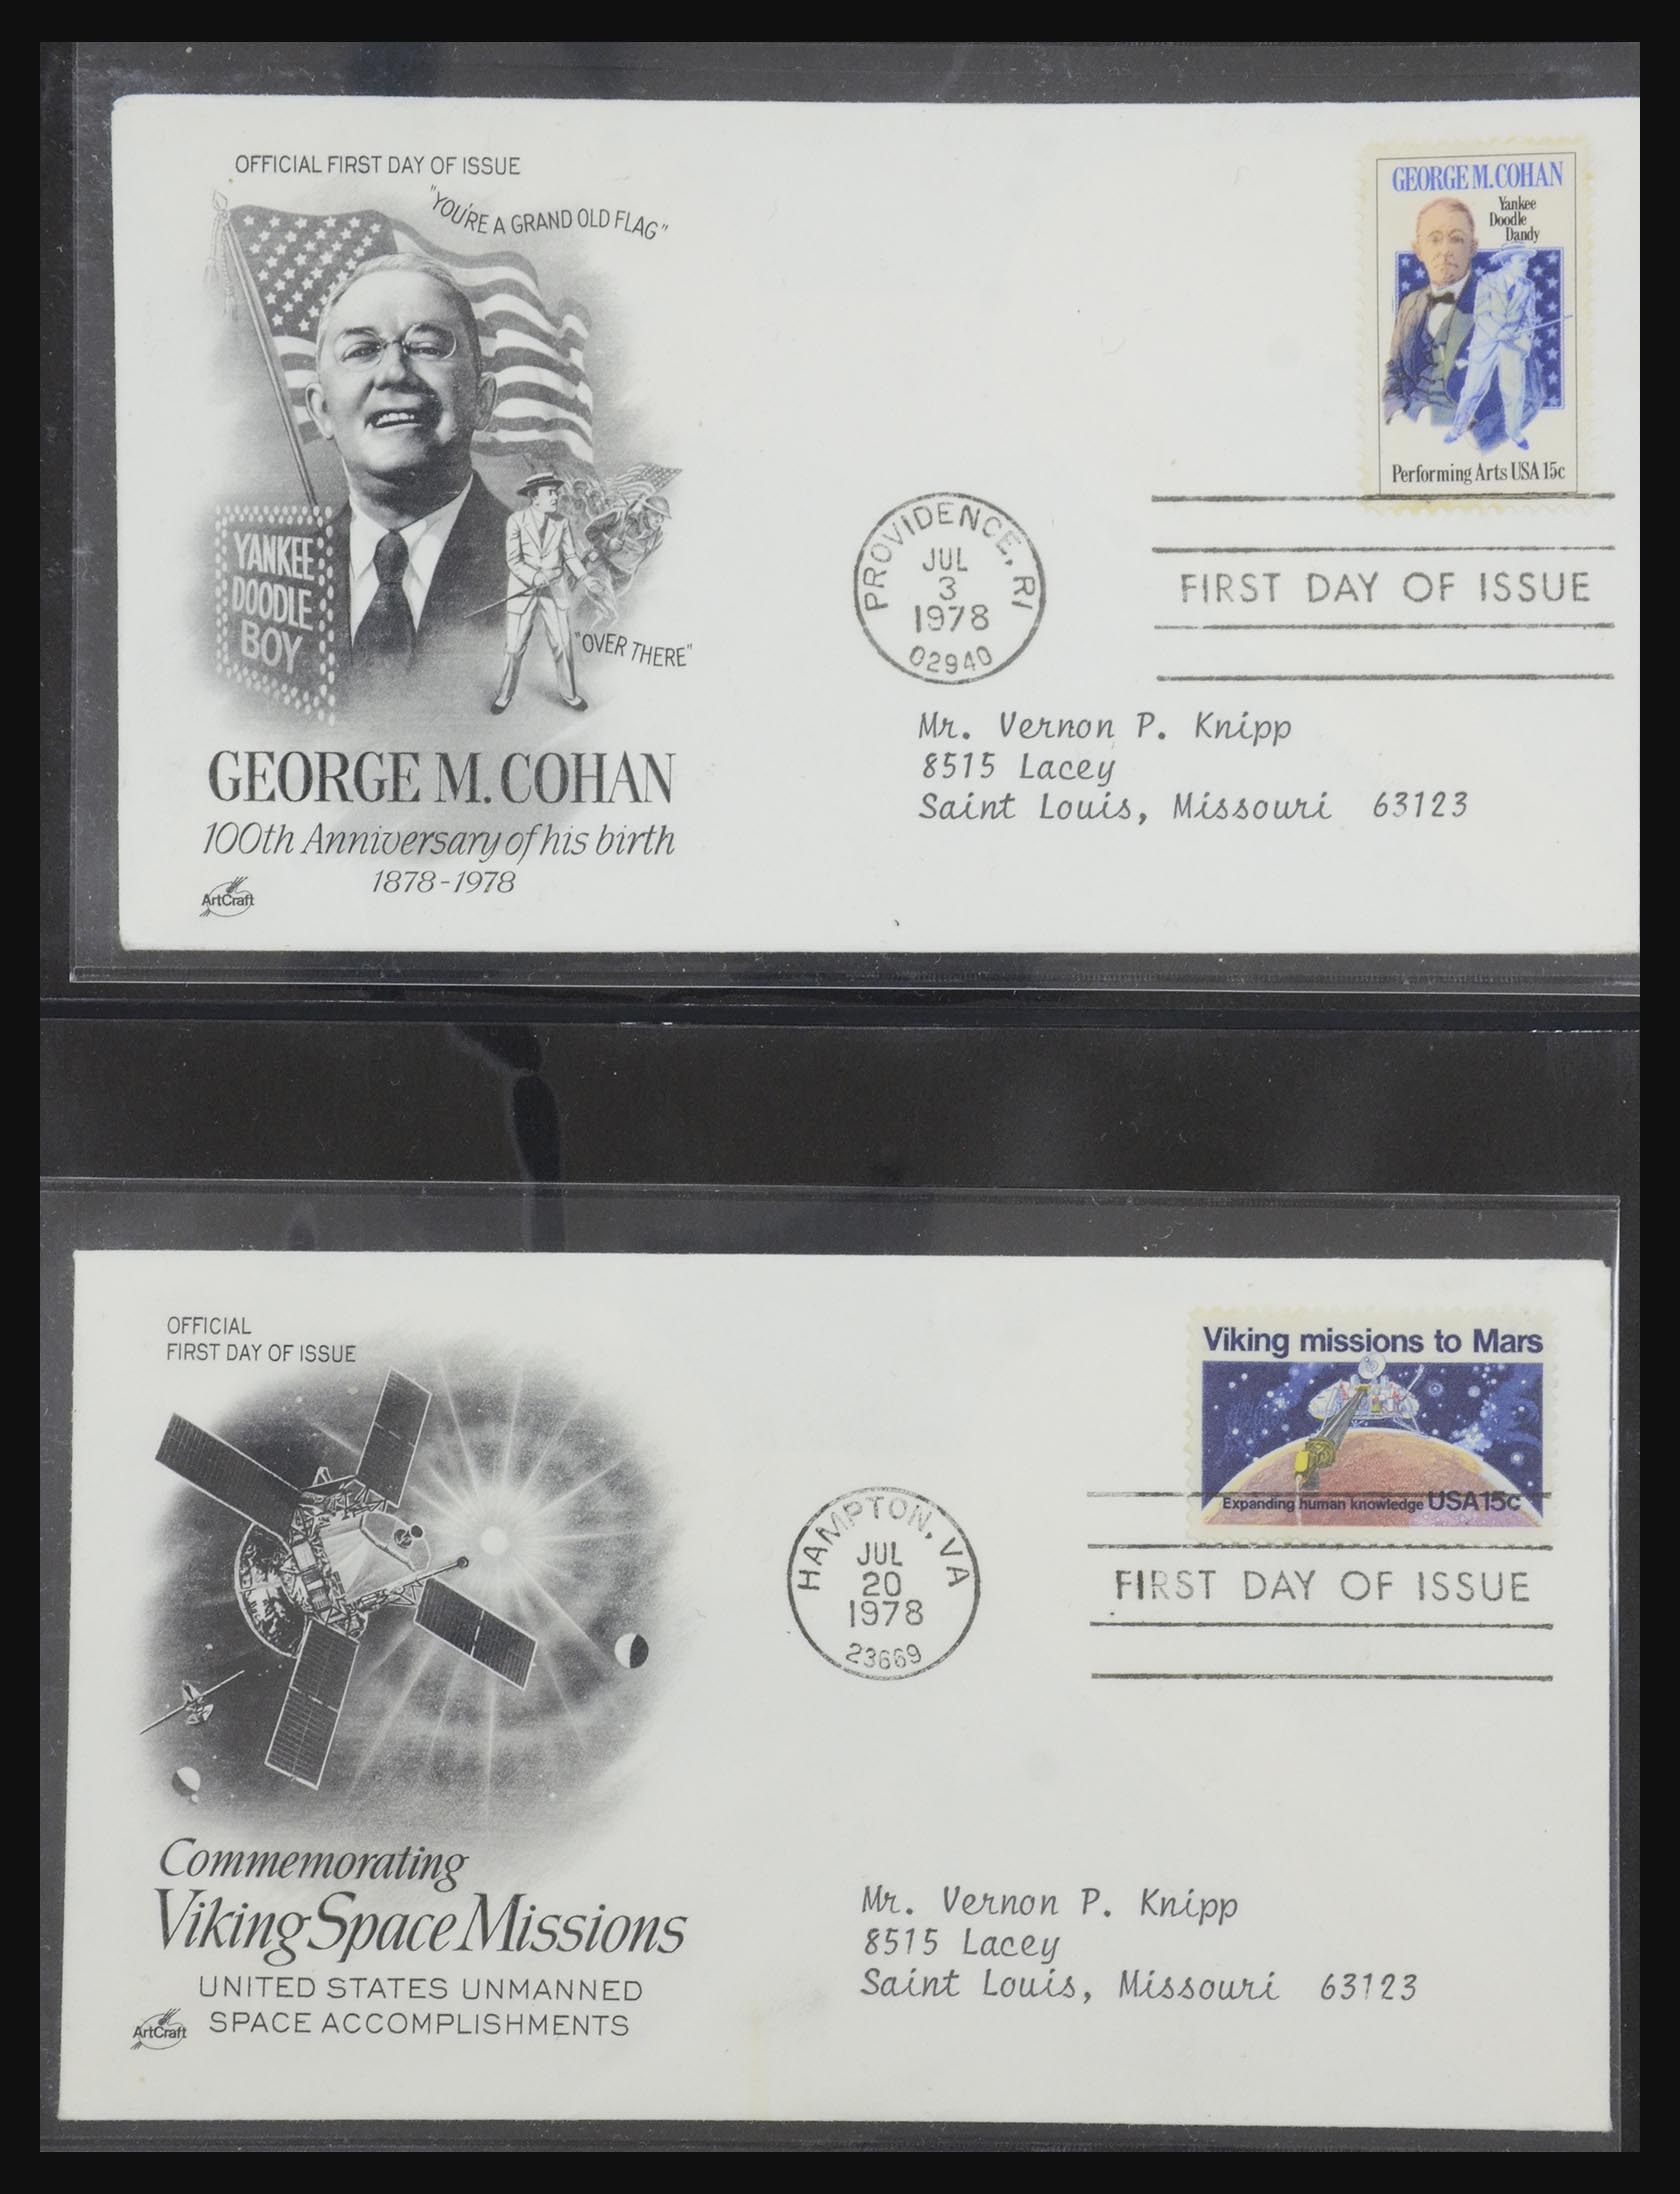 OFFICIAL FIRST DAY OF ISSUE
"YOU'RE A GRAND OLD FLAG"
YANKEE
DOODLE
BOY
"OVER THERE"
GEORGE M. COHAN
100th Anniversary of his birth
1878-1978
ArtCraft
GEORGE M. COHAN
Yankee
Doodle
Dandy
Performing Arts USA 15c
PROVIDENCE, RI
JUL
3
1978
02940
FIRST DAY OF ISSUE
Mr. Vernon P. Knipp
8515 Lacey
Saint Louis, Missouri 63123
OFFICIAL
FIRST DAY OF ISSUE
Commemorating
Viking Space Missions
UNITED STATES UNMANNED
SPACE ACCOMPLISHMENTS
ArtCraft
Viking missions to Mars
Expanding human knowledge USA 15c
HAMPTON, VA
JUL
20
1978
23669
FIRST DAY OF ISSUE
Mr. Vernon P. Knipp
8515 Lacey
Saint Louis, Missouri 63123